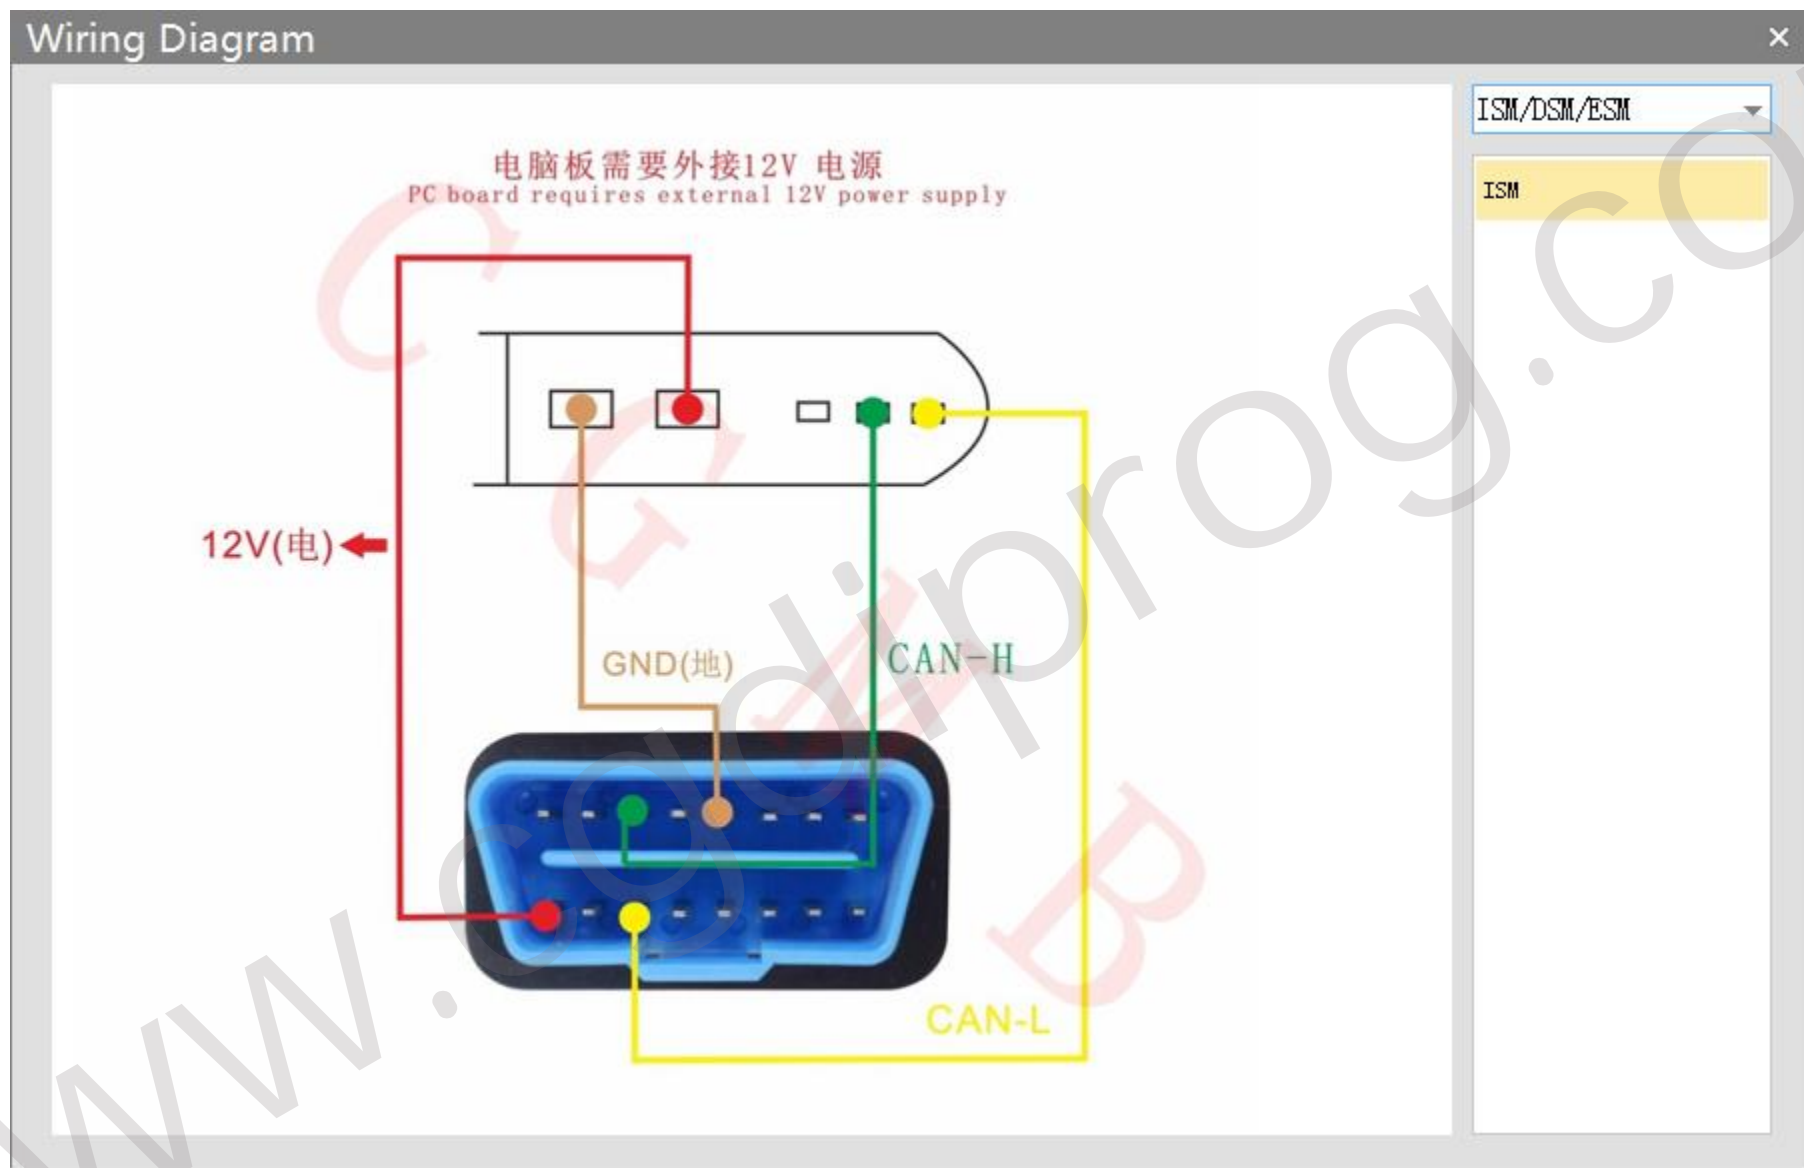 Wiring Diagram
×
ISM/DSM/ESM
ISM
电脑板需要外接12V 电源
PC board requires external 12V power supply
12V(电)
GND(地)
CAN-H
CAN-L
C
G
M
B
www.cgdiprog.co